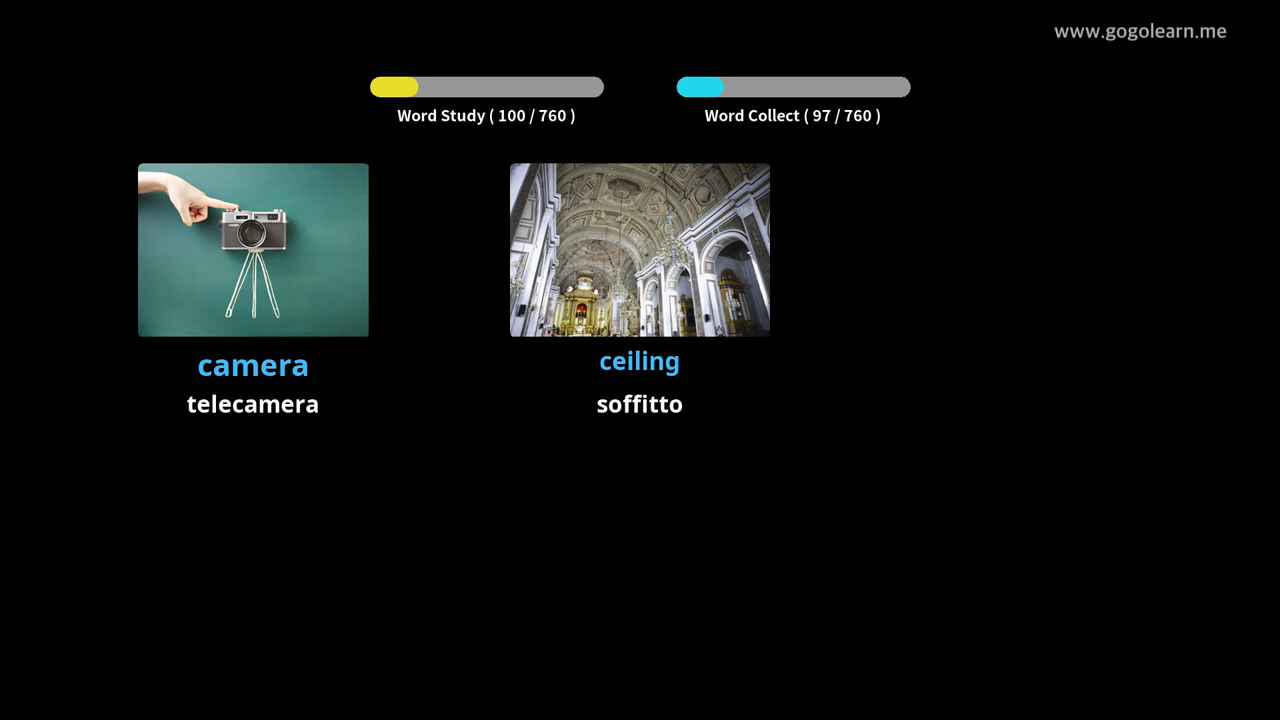 www.gogolearn.me
Word Study ( 100 / 760 )
Word Collect ( 97 / 760 )
camera
telecamera
ceiling
soffitto